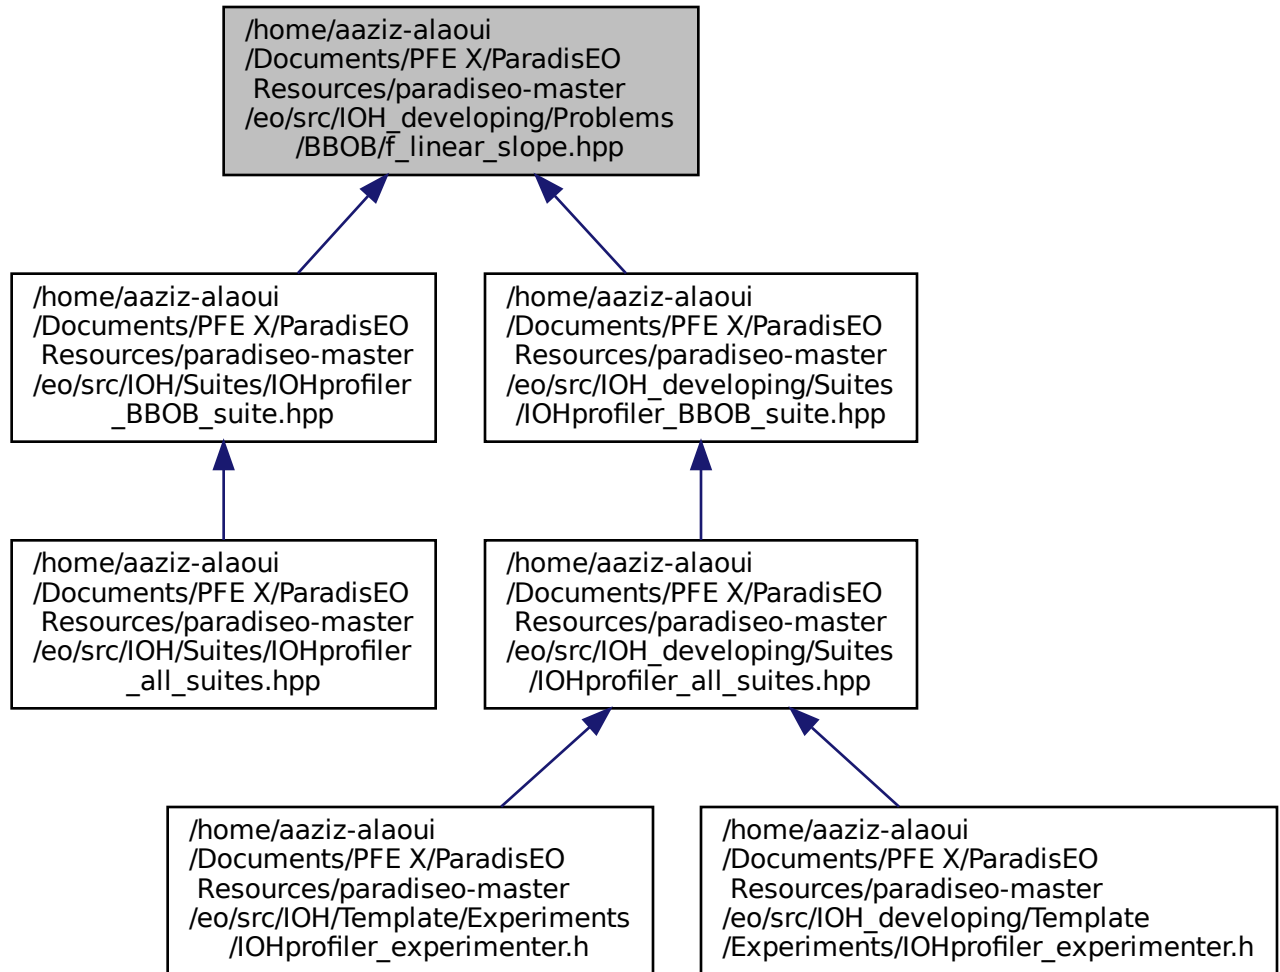 /home/aaziz-alaoui
/Documents/PFE X/ParadisEO
Resources/paradiseo-master
/eo/src/IOH_developing/Problems
/BBOB/f_linear_slope.hpp
/home/aaziz-alaoui
/Documents/PFE X/ParadisEO
Resources/paradiseo-master
/eo/src/IOH/Suites/IOHprofiler
_BBOB_suite.hpp
/home/aaziz-alaoui
/Documents/PFE X/ParadisEO
Resources/paradiseo-master
/eo/src/IOH_developing/Suites
/IOHprofiler_BBOB_suite.hpp
/home/aaziz-alaoui
/Documents/PFE X/ParadisEO
Resources/paradiseo-master
/eo/src/IOH/Suites/IOHprofiler
_all_suites.hpp
/home/aaziz-alaoui
/Documents/PFE X/ParadisEO
Resources/paradiseo-master
/eo/src/IOH_developing/Suites
/IOHprofiler_all_suites.hpp
/home/aaziz-alaoui
/Documents/PFE X/ParadisEO
Resources/paradiseo-master
/eo/src/IOH/Template/Experiments
/IOHprofiler_experimenter.h
/home/aaziz-alaoui
/Documents/PFE X/ParadisEO
Resources/paradiseo-master
/eo/src/IOH_developing/Template
/Experiments/IOHprofiler_experimenter.h